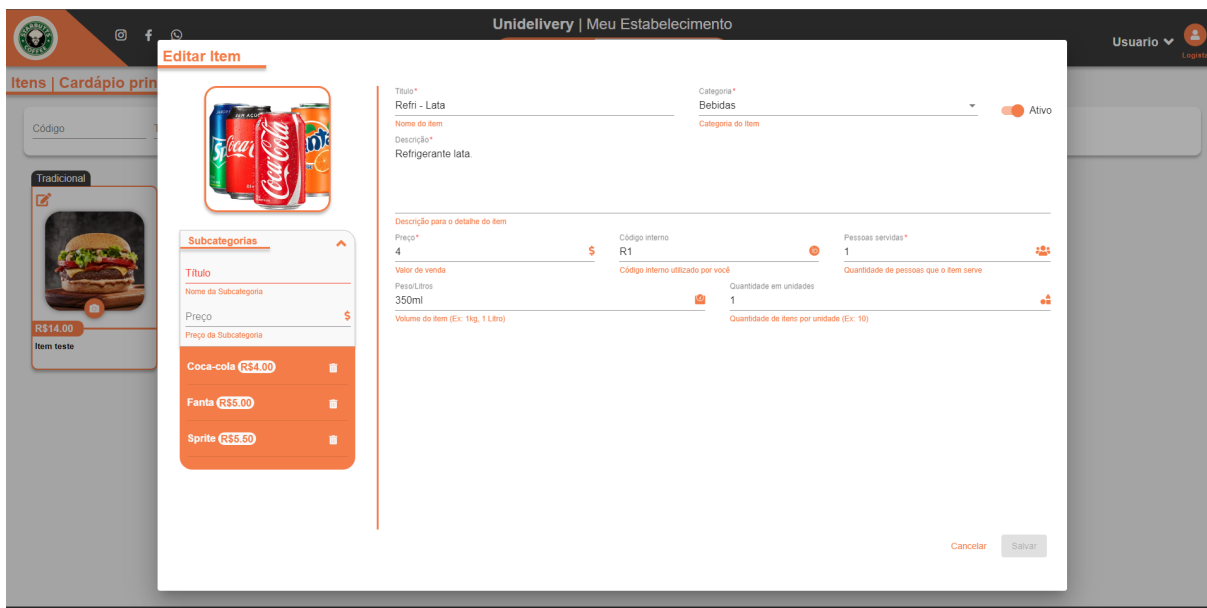 Unidelivery | Meu Estabelecimento
Usuario
Logista
Itens | Cardápio prin
Código
Tradicional
R$14.00
Item teste
Editar Item
Coca-Cola
Subcategorias
Título
Nome da Subcategoria
Preço
$
Preço da Subcategoria
Coca-cola R$4.00
Fanta R$5.00
Sprite R$5.50
Título*
Refri - Lata
Nome do item
Categoria*
Bebidas
Categoria do Item
Ativo
Descrição*
Refrigerante lata.
Descrição para o detalhe do item
Preço*
4
$
Valor de venda
Código interno
R1
Código interno utilizado por você
Pessoas servidas*
1
Quantidade de pessoas que o item serve
Peso/Litros
350ml
Volume do item (Ex: 1kg, 1 Litro)
Quantidade em unidades
1
Quantidade de itens por unidade (Ex: 10)
Cancelar
Salvar